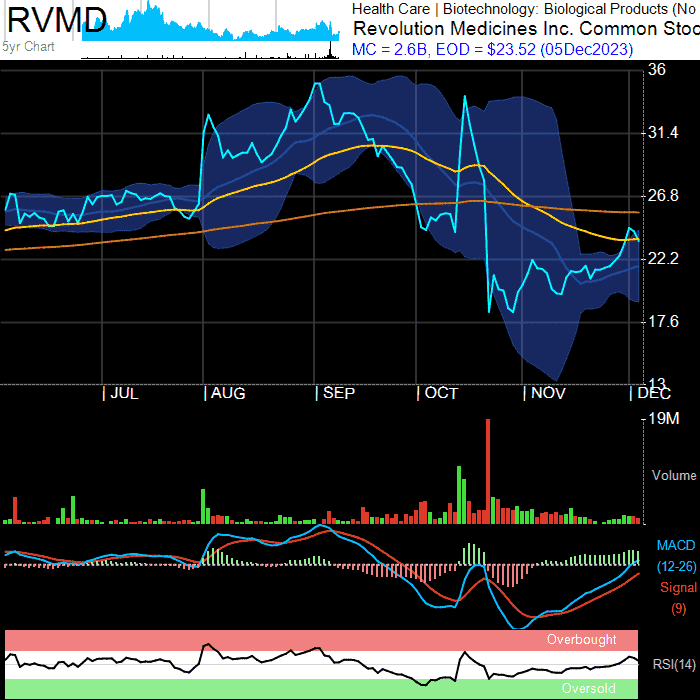 RVMD
5yr Chart
Health Care | Biotechnology: Biological Products (No
Revolution Medicines Inc. Common Stoc
MC = 2.6B, EOD = $23.52 (05Dec2023)
36
31.4
26.8
22.2
17.6
13
| JUL | AUG | SEP | OCT | NOV | DEC
19M
Volume
MACD
(12-26)
Signal
(9)
Overbought
RSI(14)
Oversold